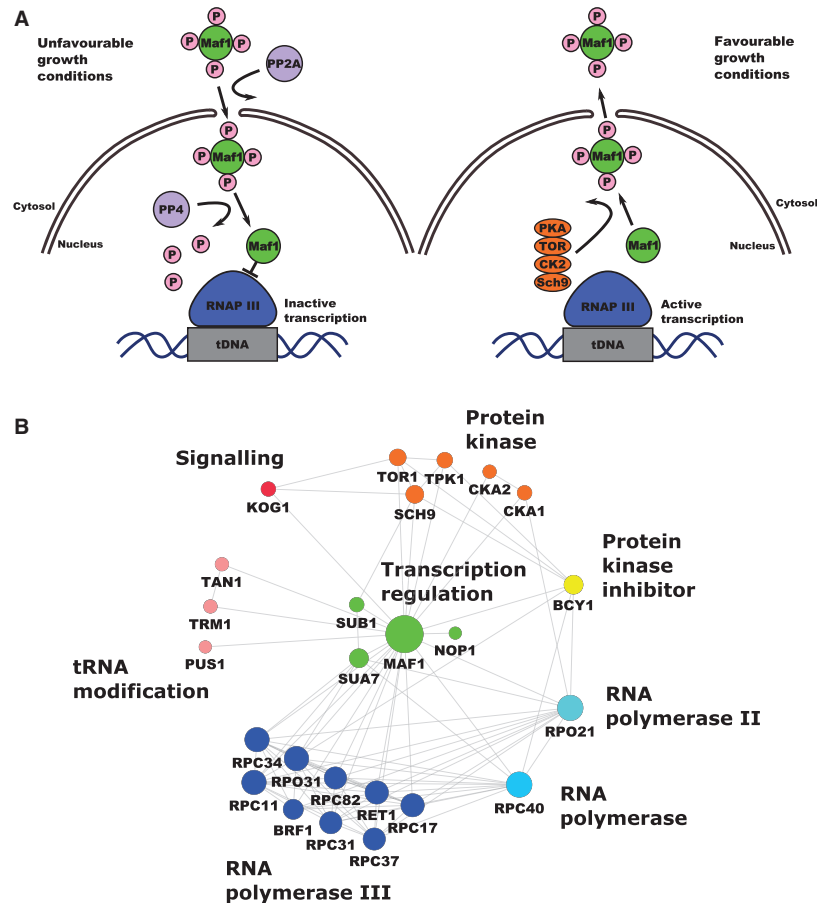 A
Unfavourable
growth
conditions
P
P Maf1 P
P
PP2A
P
P Maf1 P
P
Cytosol
Nucleus
PP4
P
P
P
Maf1
RNAP III
Inactive
transcription
tDNA
P
P Maf1 P
P
Favourable
growth
conditions
P
P Maf1 P
P
Cytosol
Nucleus
PKA
TOR
CK2
Sch9
Maf1
RNAP III
Active
transcription
tDNA
B
Protein
kinase
Signalling
TOR1
TPK1
CKA2
KOG1
SCH9
CKA1
Protein
kinase
inhibitor
BCY1
Transcription
regulation
TAN1
TRM1
PUS1
SUB1
MAF1
NOP1
SUA7
tRNA
modification
RNA
polymerase II
RPO21
RPC34
RPO31
RPC11
RPC82
RET1
BRF1
RPC17
RPC31
RPC37
RPC40
RNA
polymerase
RNA
polymerase III